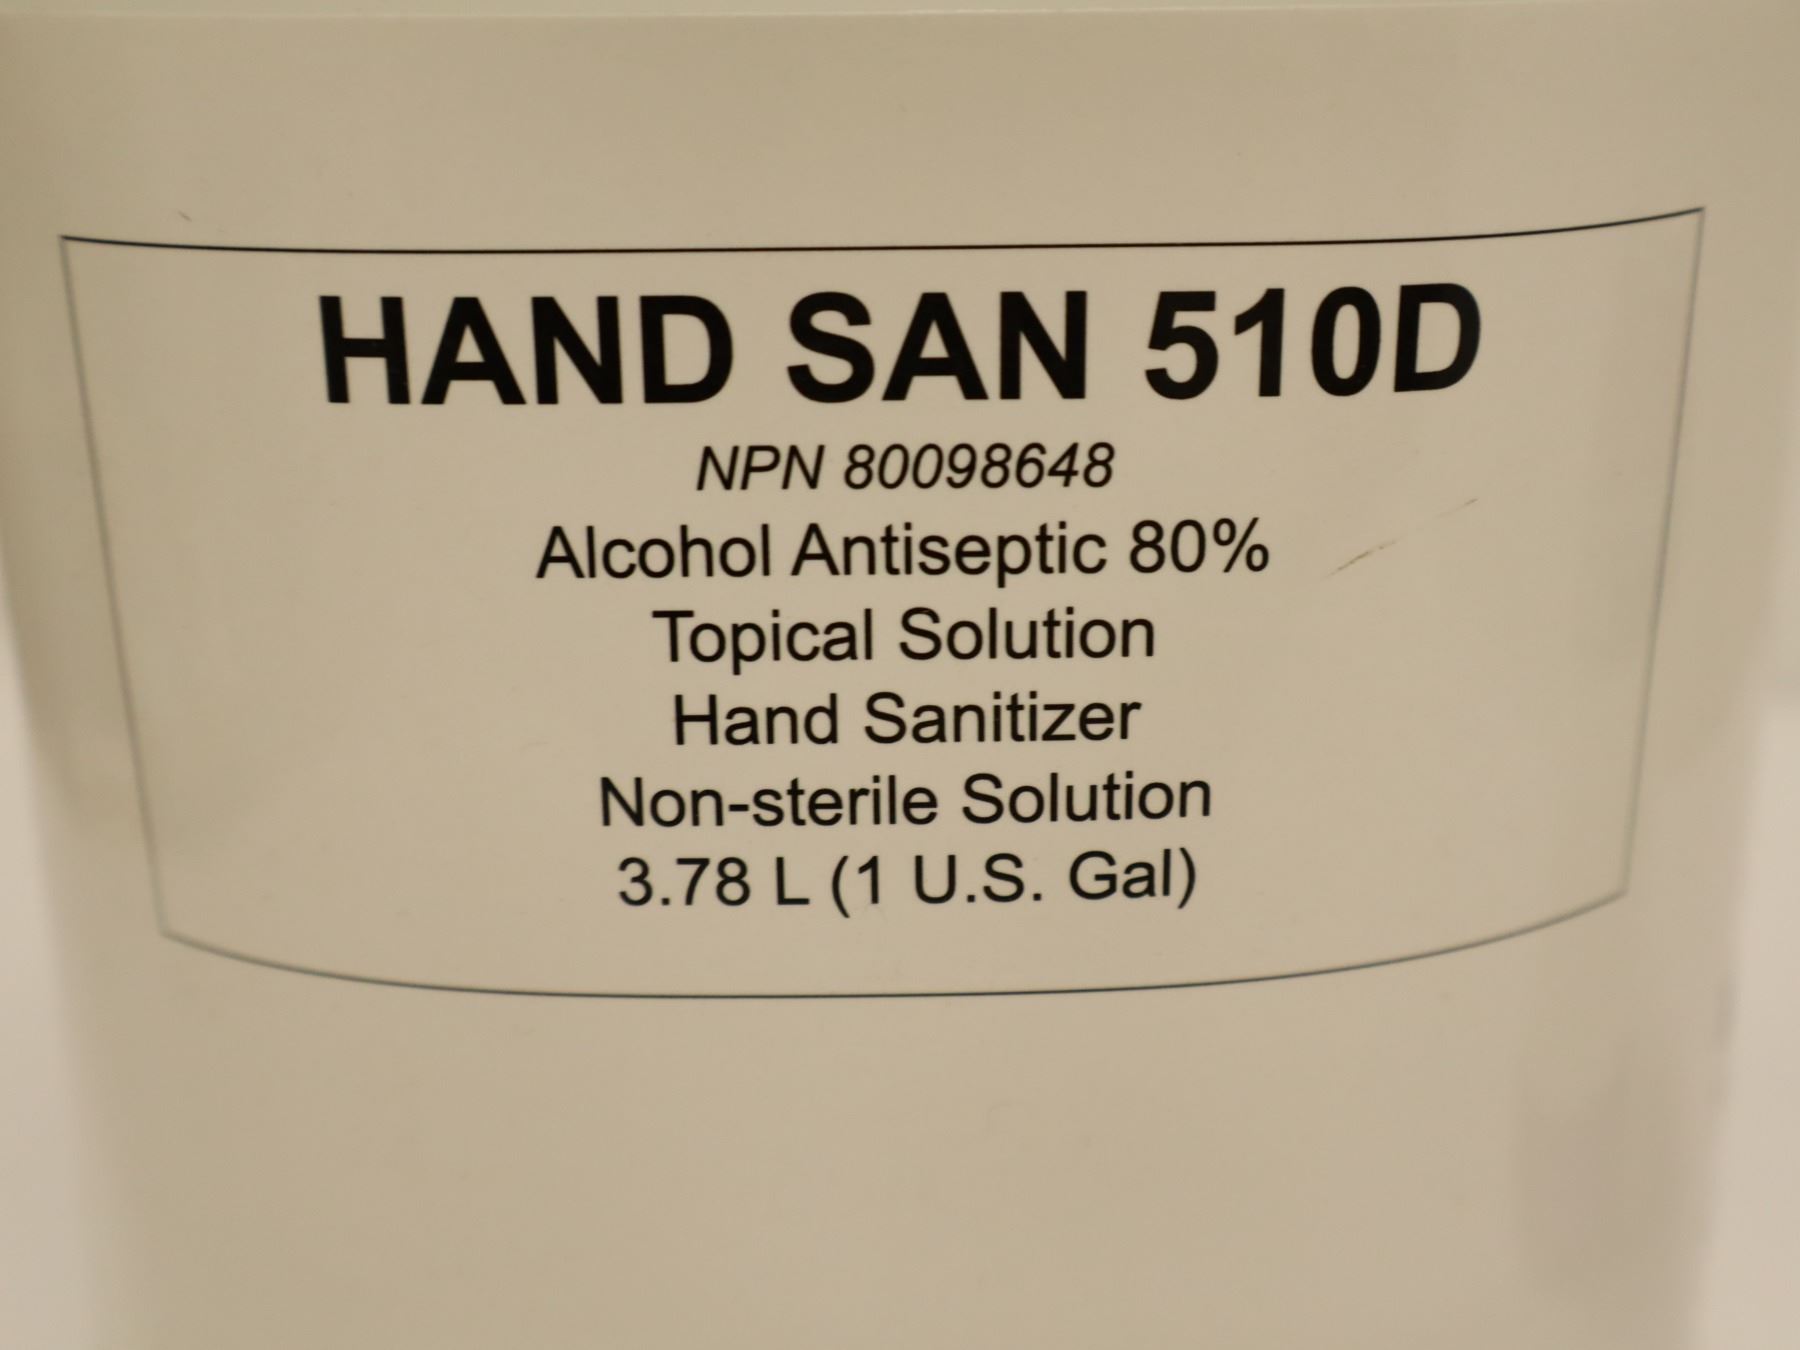 HAND SAN 510D
NPN 80098648
Alcohol Antiseptic 80%
Topical Solution
Hand Sanitizer
Non-sterile Solution
3.78 L (1 U.S. Gal)